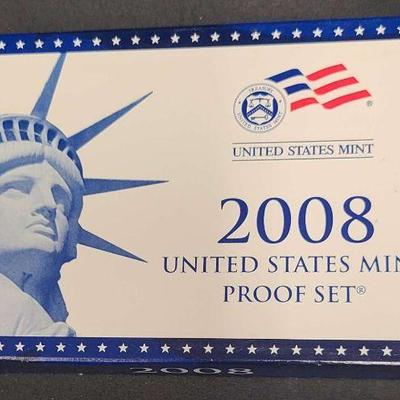 UNITED STATES MINT
2008
UNITED STATES MIN
PROOF SET®
2008